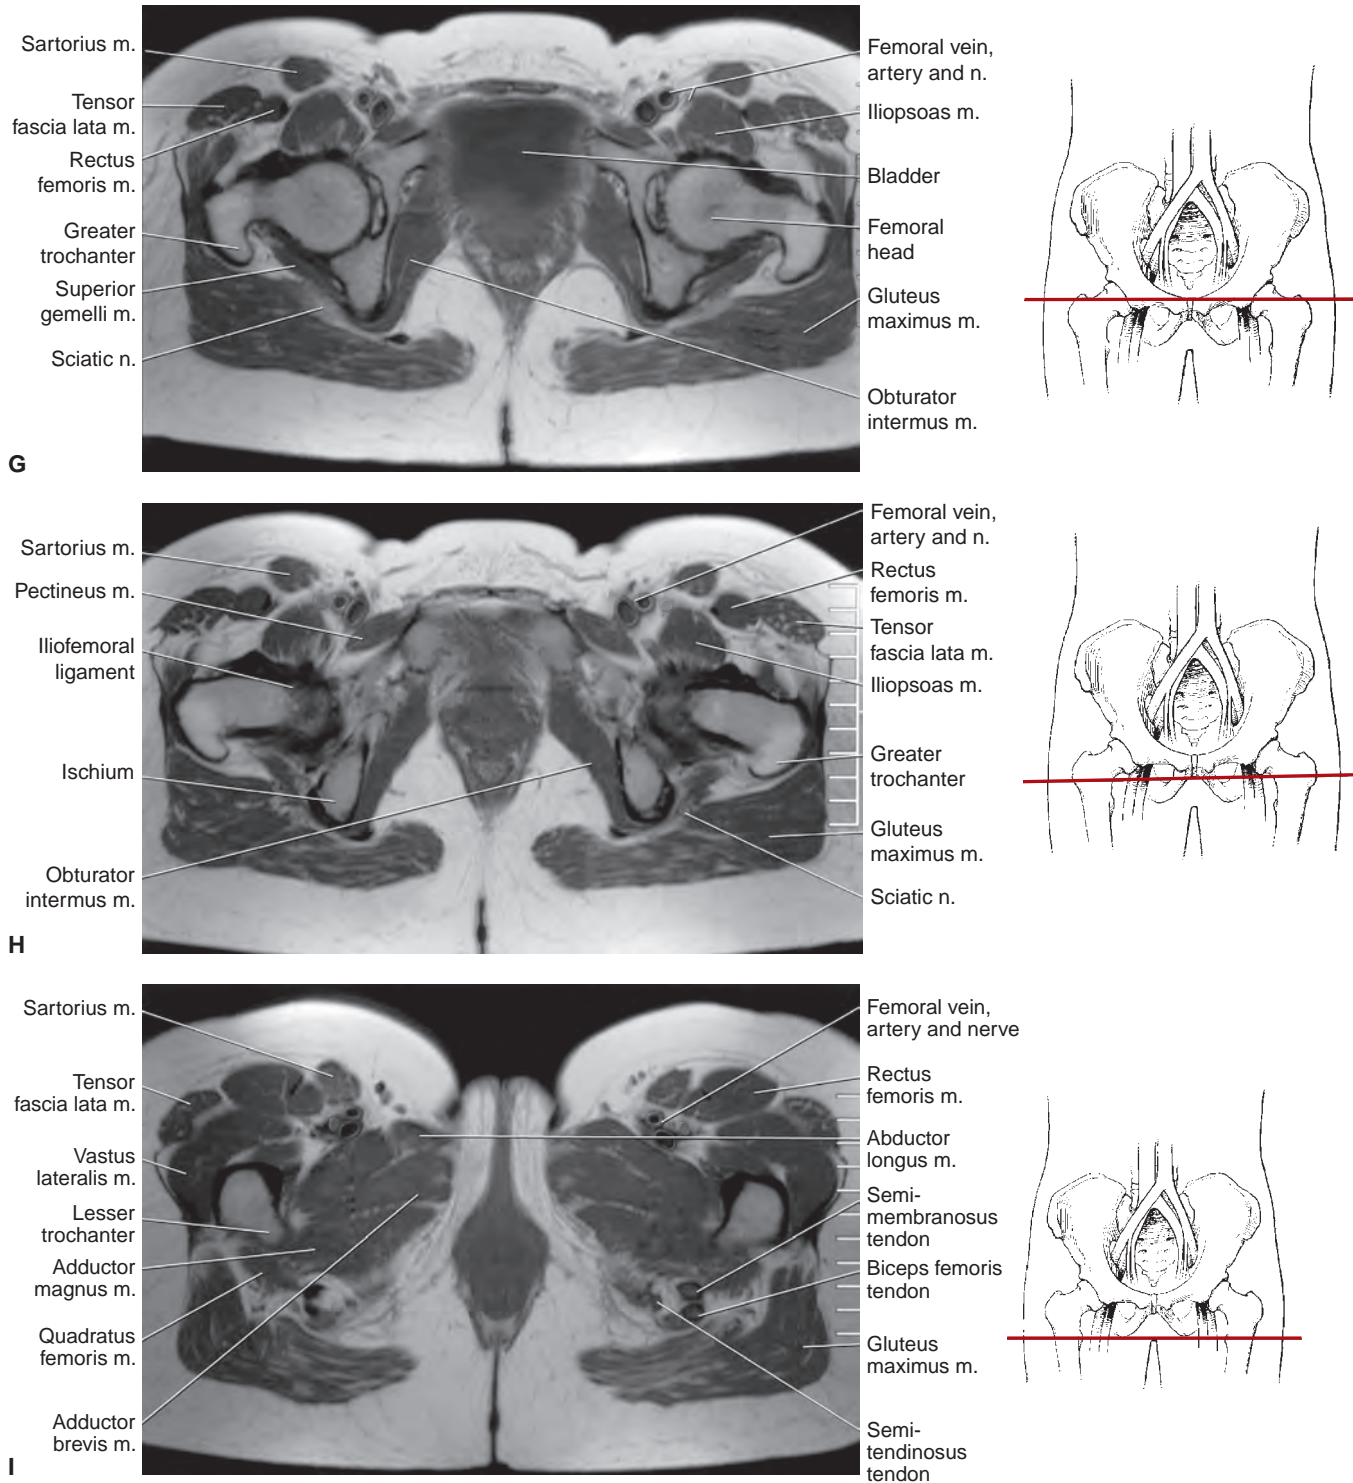 Sartorius m.
Tensor
fascia lata m.
Rectus
femoris m.
Greater
trochanter
Superior
gemelli m.
Sciatic n.
Femoral vein,
artery and n.
Iliopsoas m.
Bladder
Femoral
head
Gluteus
maximus m.
Obturator
intermus m.
G
Sartorius m.
Pectineus m.
Iliofemoral
ligament
Ischium
Obturator
intermus m.
Femoral vein,
artery and n.
Rectus
femoris m.
Tensor
fascia lata m.
Iliopsoas m.
Greater
trochanter
Gluteus
maximus m.
Sciatic n.
H
Sartorius m.
Tensor
fascia lata m.
Vastus
lateralis m.
Lesser
trochanter
Adductor
magnus m.
Quadratus
femoris m.
Adductor
brevis m.
Femoral vein,
artery and nerve
Rectus
femoris m.
Abductor
longus m.
Semi-
membranosus
tendon
Biceps femoris
tendon
Gluteus
maximus m.
Semi-
tendinosus
tendon
I